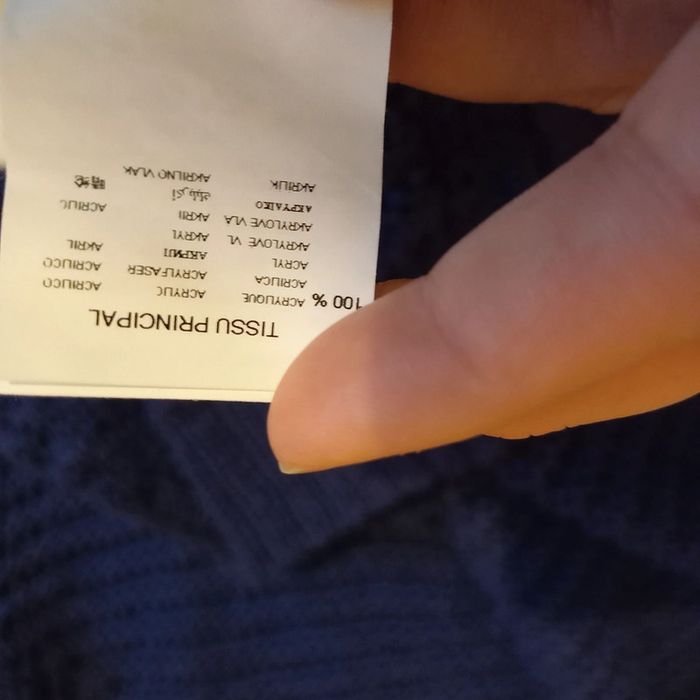 TISSU PRINCIPAL
100 % ACRYLIQUE ACRYLIC ACRILICO
ACRILICA ACRYLFASER ACRILICO
ACRYL АКРИЛ AKRIL
AKRYLOVE VL AKRYL
AKRYLOVE VLA AKRIL ACRILIC
ΑΚΡΥΛΙΚΟ أكريليك 腈纶
AKRILIK AKRILNO VLAK